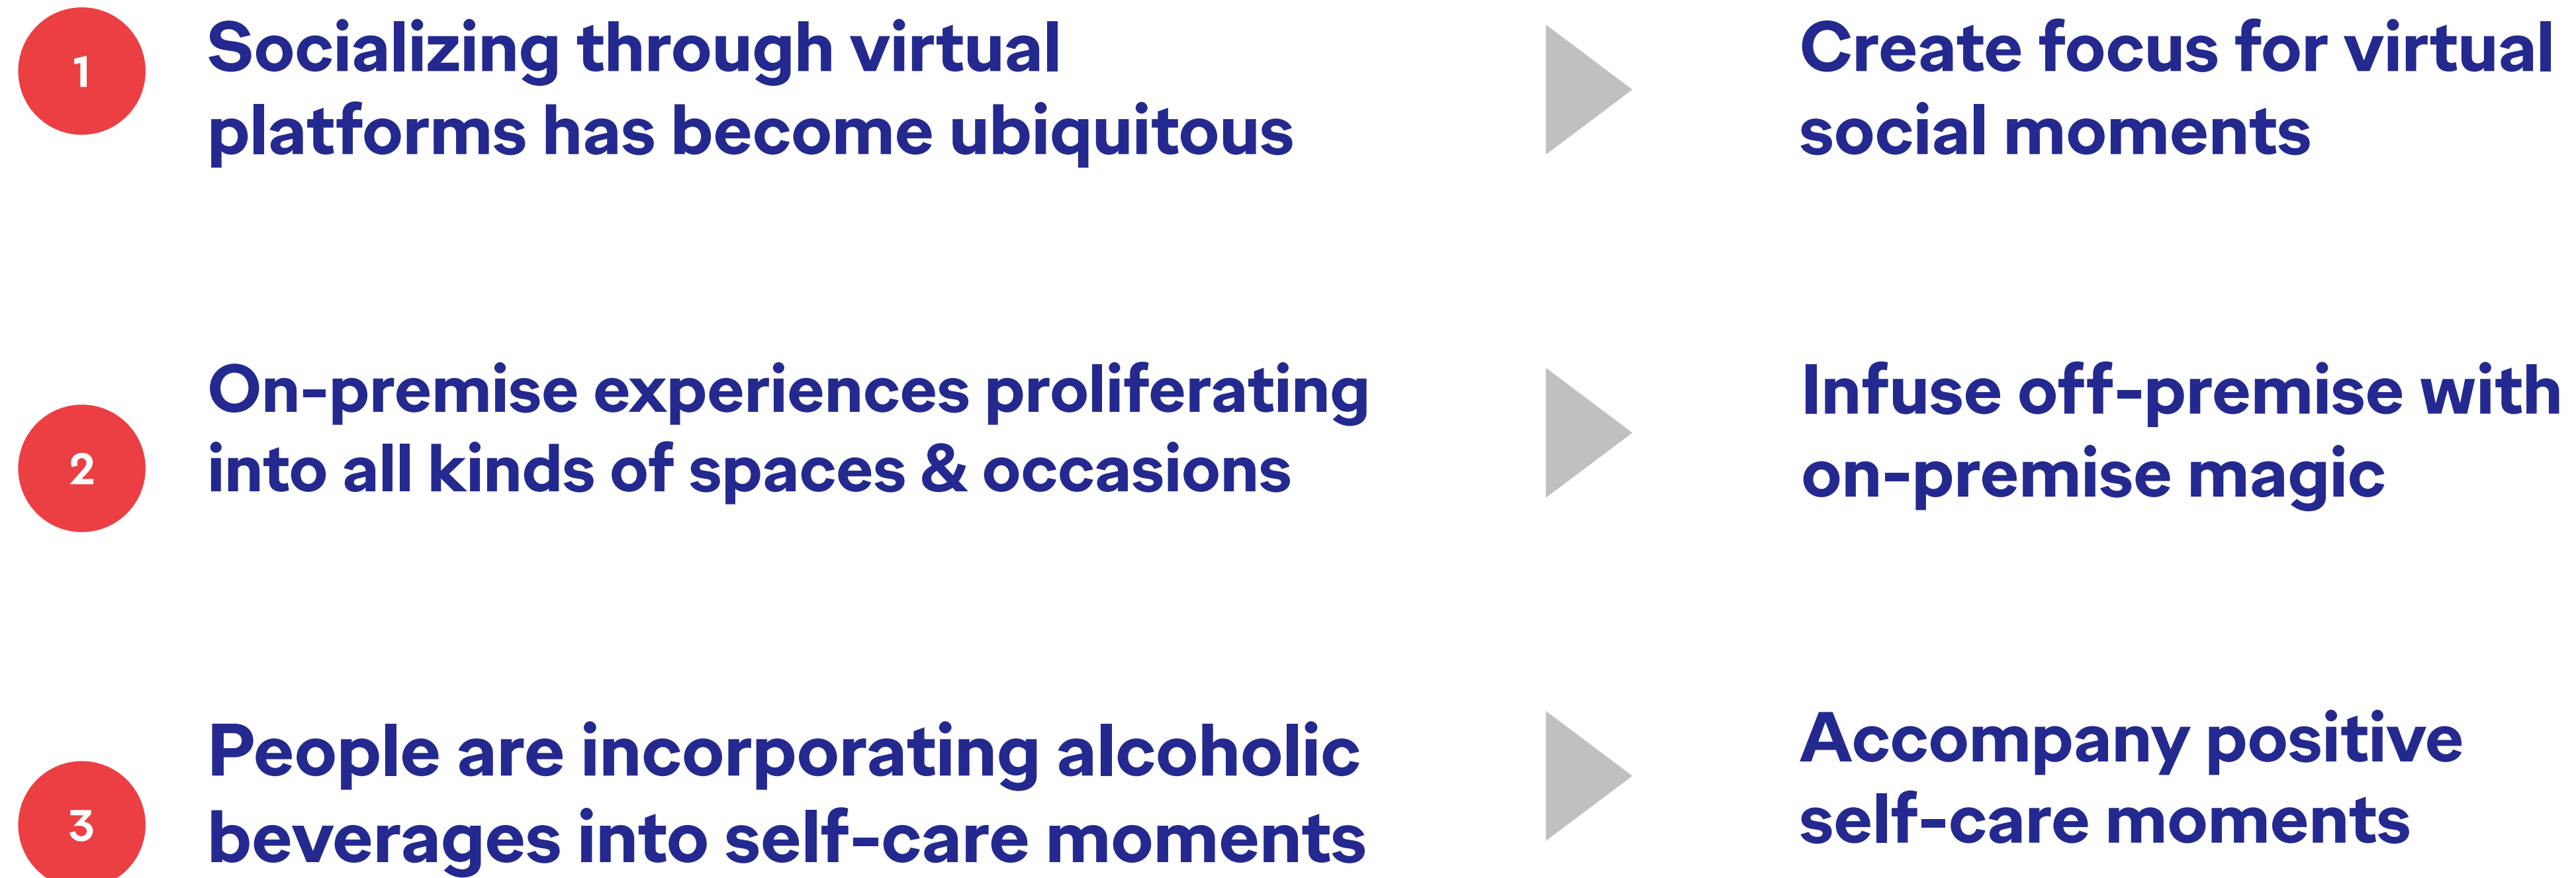 1
Socializing through virtual
platforms has become ubiquitous
Create focus for virtual
social moments
2
On-premise experiences proliferating
into all kinds of spaces & occasions
Infuse off-premise with
on-premise magic
3
People are incorporating alcoholic
beverages into self-care moments
Accompany positive
self-care moments